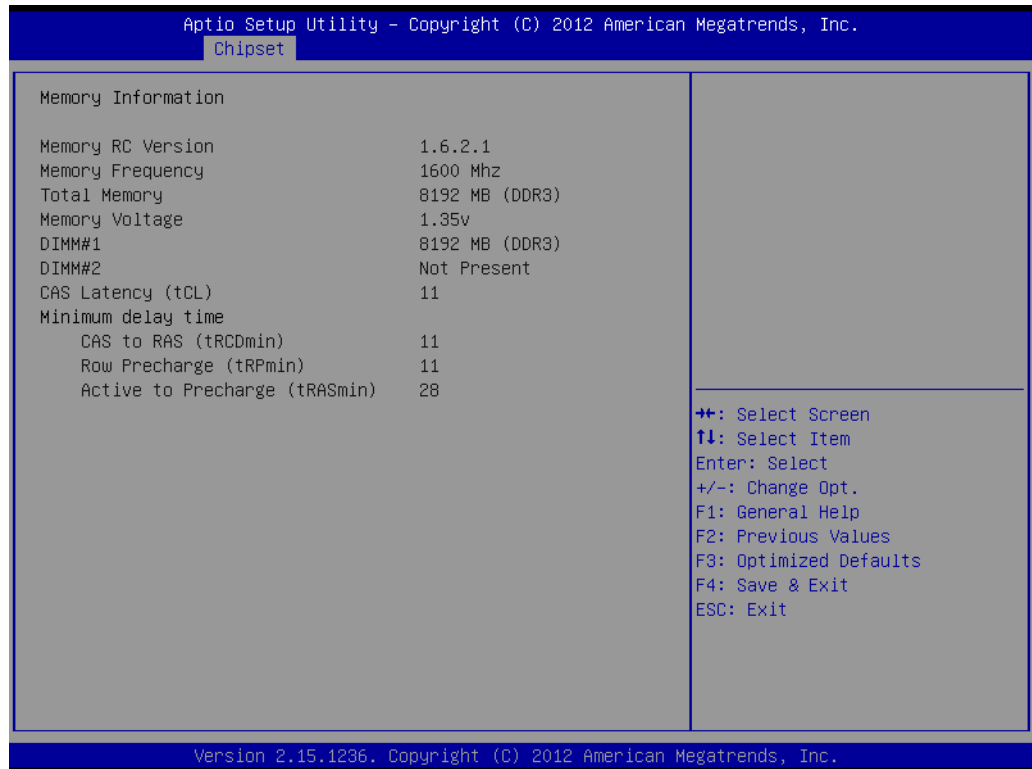 Aptio Setup Utility – Copyright (C) 2012 American Megatrends, Inc.
Chipset
Memory Information
Memory RC Version 1.6.2.1
Memory Frequency 1600 Mhz
Total Memory 8192 MB (DDR3)
Memory Voltage 1.35v
DIMM#1 8192 MB (DDR3)
DIMM#2 Not Present
CAS Latency (tCL) 11
Minimum delay time
CAS to RAS (tRCDmin) 11
Row Precharge (tRPmin) 11
Active to Precharge (tRASmin) 28
→←: Select Screen
↑↓: Select Item
Enter: Select
+/-: Change Opt.
F1: General Help
F2: Previous Values
F3: Optimized Defaults
F4: Save & Exit
ESC: Exit
Version 2.15.1236. Copyright (C) 2012 American Megatrends, Inc.